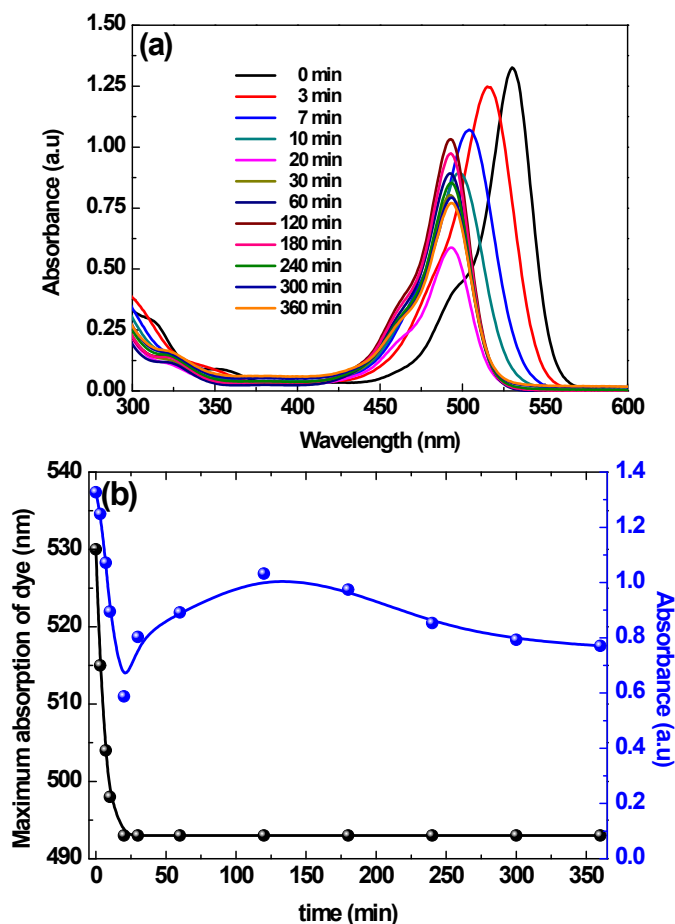 (a)
1.50
1.25
1.00
0.75
0.50
0.25
0.00
Absorbance (a.u)
0 min
3 min
7 min
10 min
20 min
30 min
60 min
120 min
180 min
240 min
300 min
360 min
300 350 400 450 500 550 600
Wavelength (nm)
(b)
540
530
520
510
500
490
Maximum absorption of dye (nm)
1.4
1.2
1.0
0.8
0.6
0.4
0.2
0.0
Absorbance (a.u)
0 50 100 150 200 250 300 350
time (min)